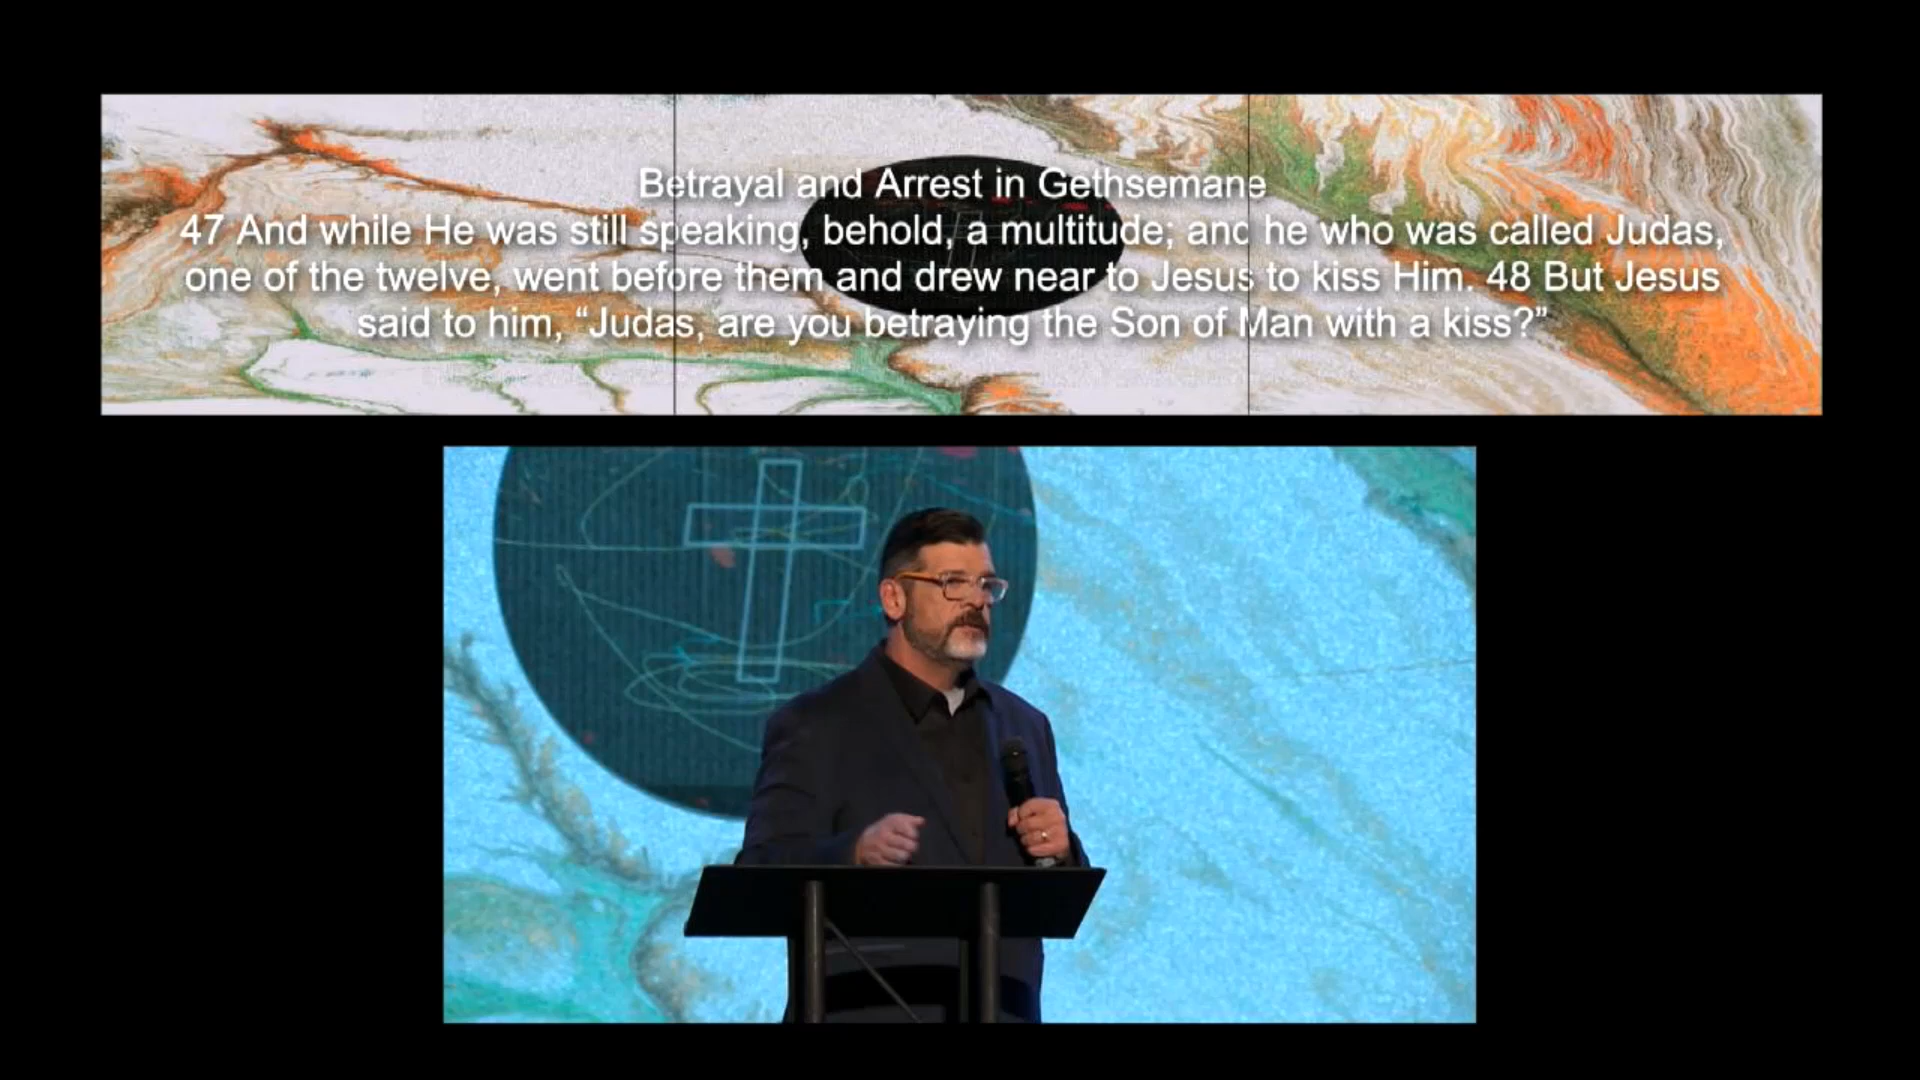 Betrayal and Arrest in Gethsemane
47 And while He was still speaking, behold, a multitude; and he who was called Judas,
one of the twelve, went before them and drew near to Jesus to kiss Him. 48 But Jesus
said to him, “Judas, are you betraying the Son of Man with a kiss?”